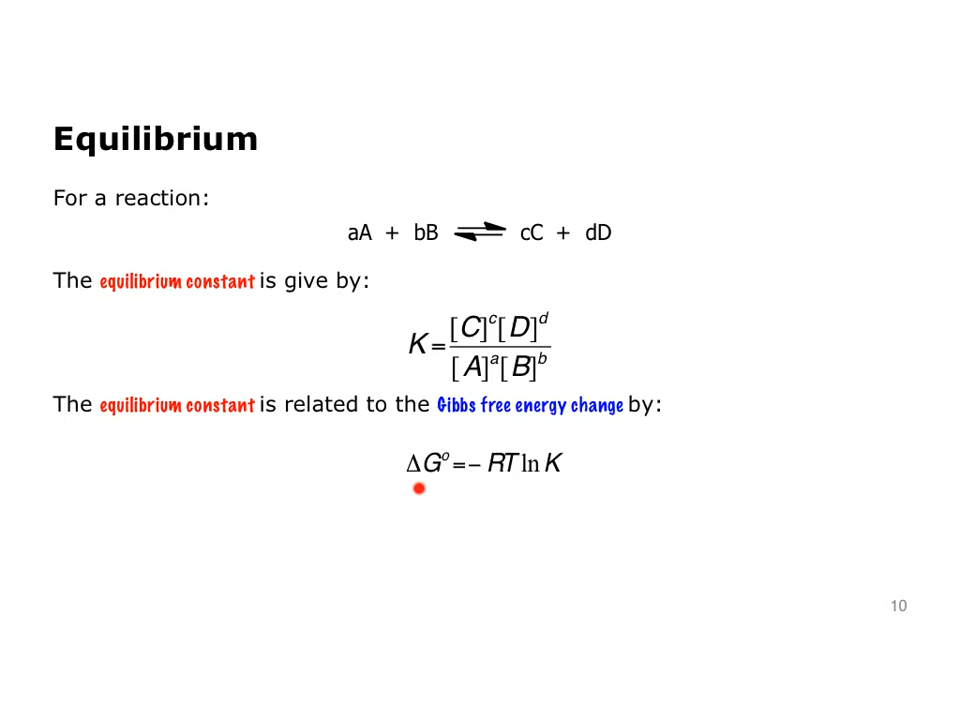 Equilibrium
For a reaction:
aA + bB ⇌ cC + dD
The equilibrium constant is give by:
K = [C]^c[D]^d / [A]^a[B]^b
The equilibrium constant is related to the Gibbs free energy change by:
ΔG° = – RT ln K
10